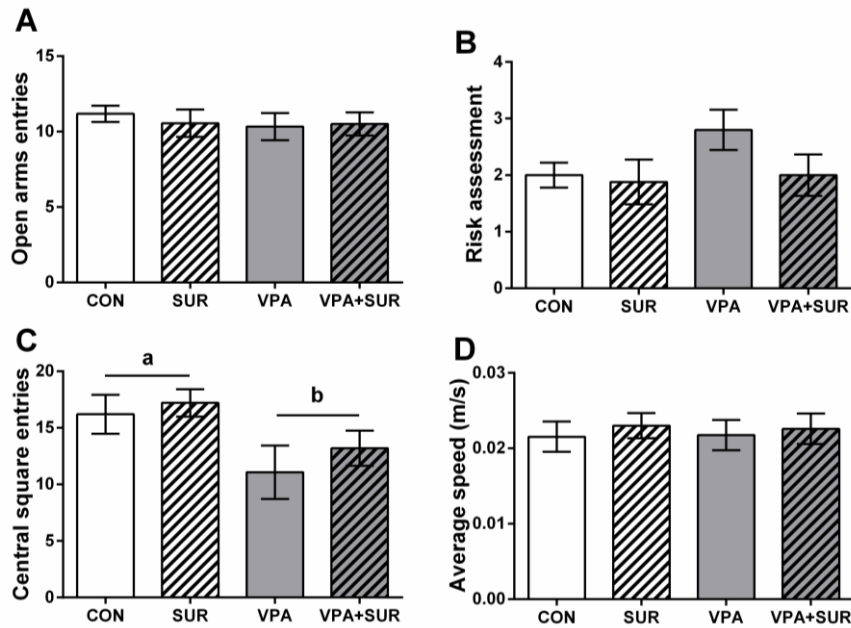 A
Open arms entries
15
10
5
0
CON SUR VPA VPA+SUR
B
Risk assessment
4
3
2
1
0
CON SUR VPA VPA+SUR
C
Central square entries
20
15
10
5
0
a
b
CON SUR VPA VPA+SUR
D
Average speed (m/s)
0.03
0.02
0.01
0.00
CON SUR VPA VPA+SUR